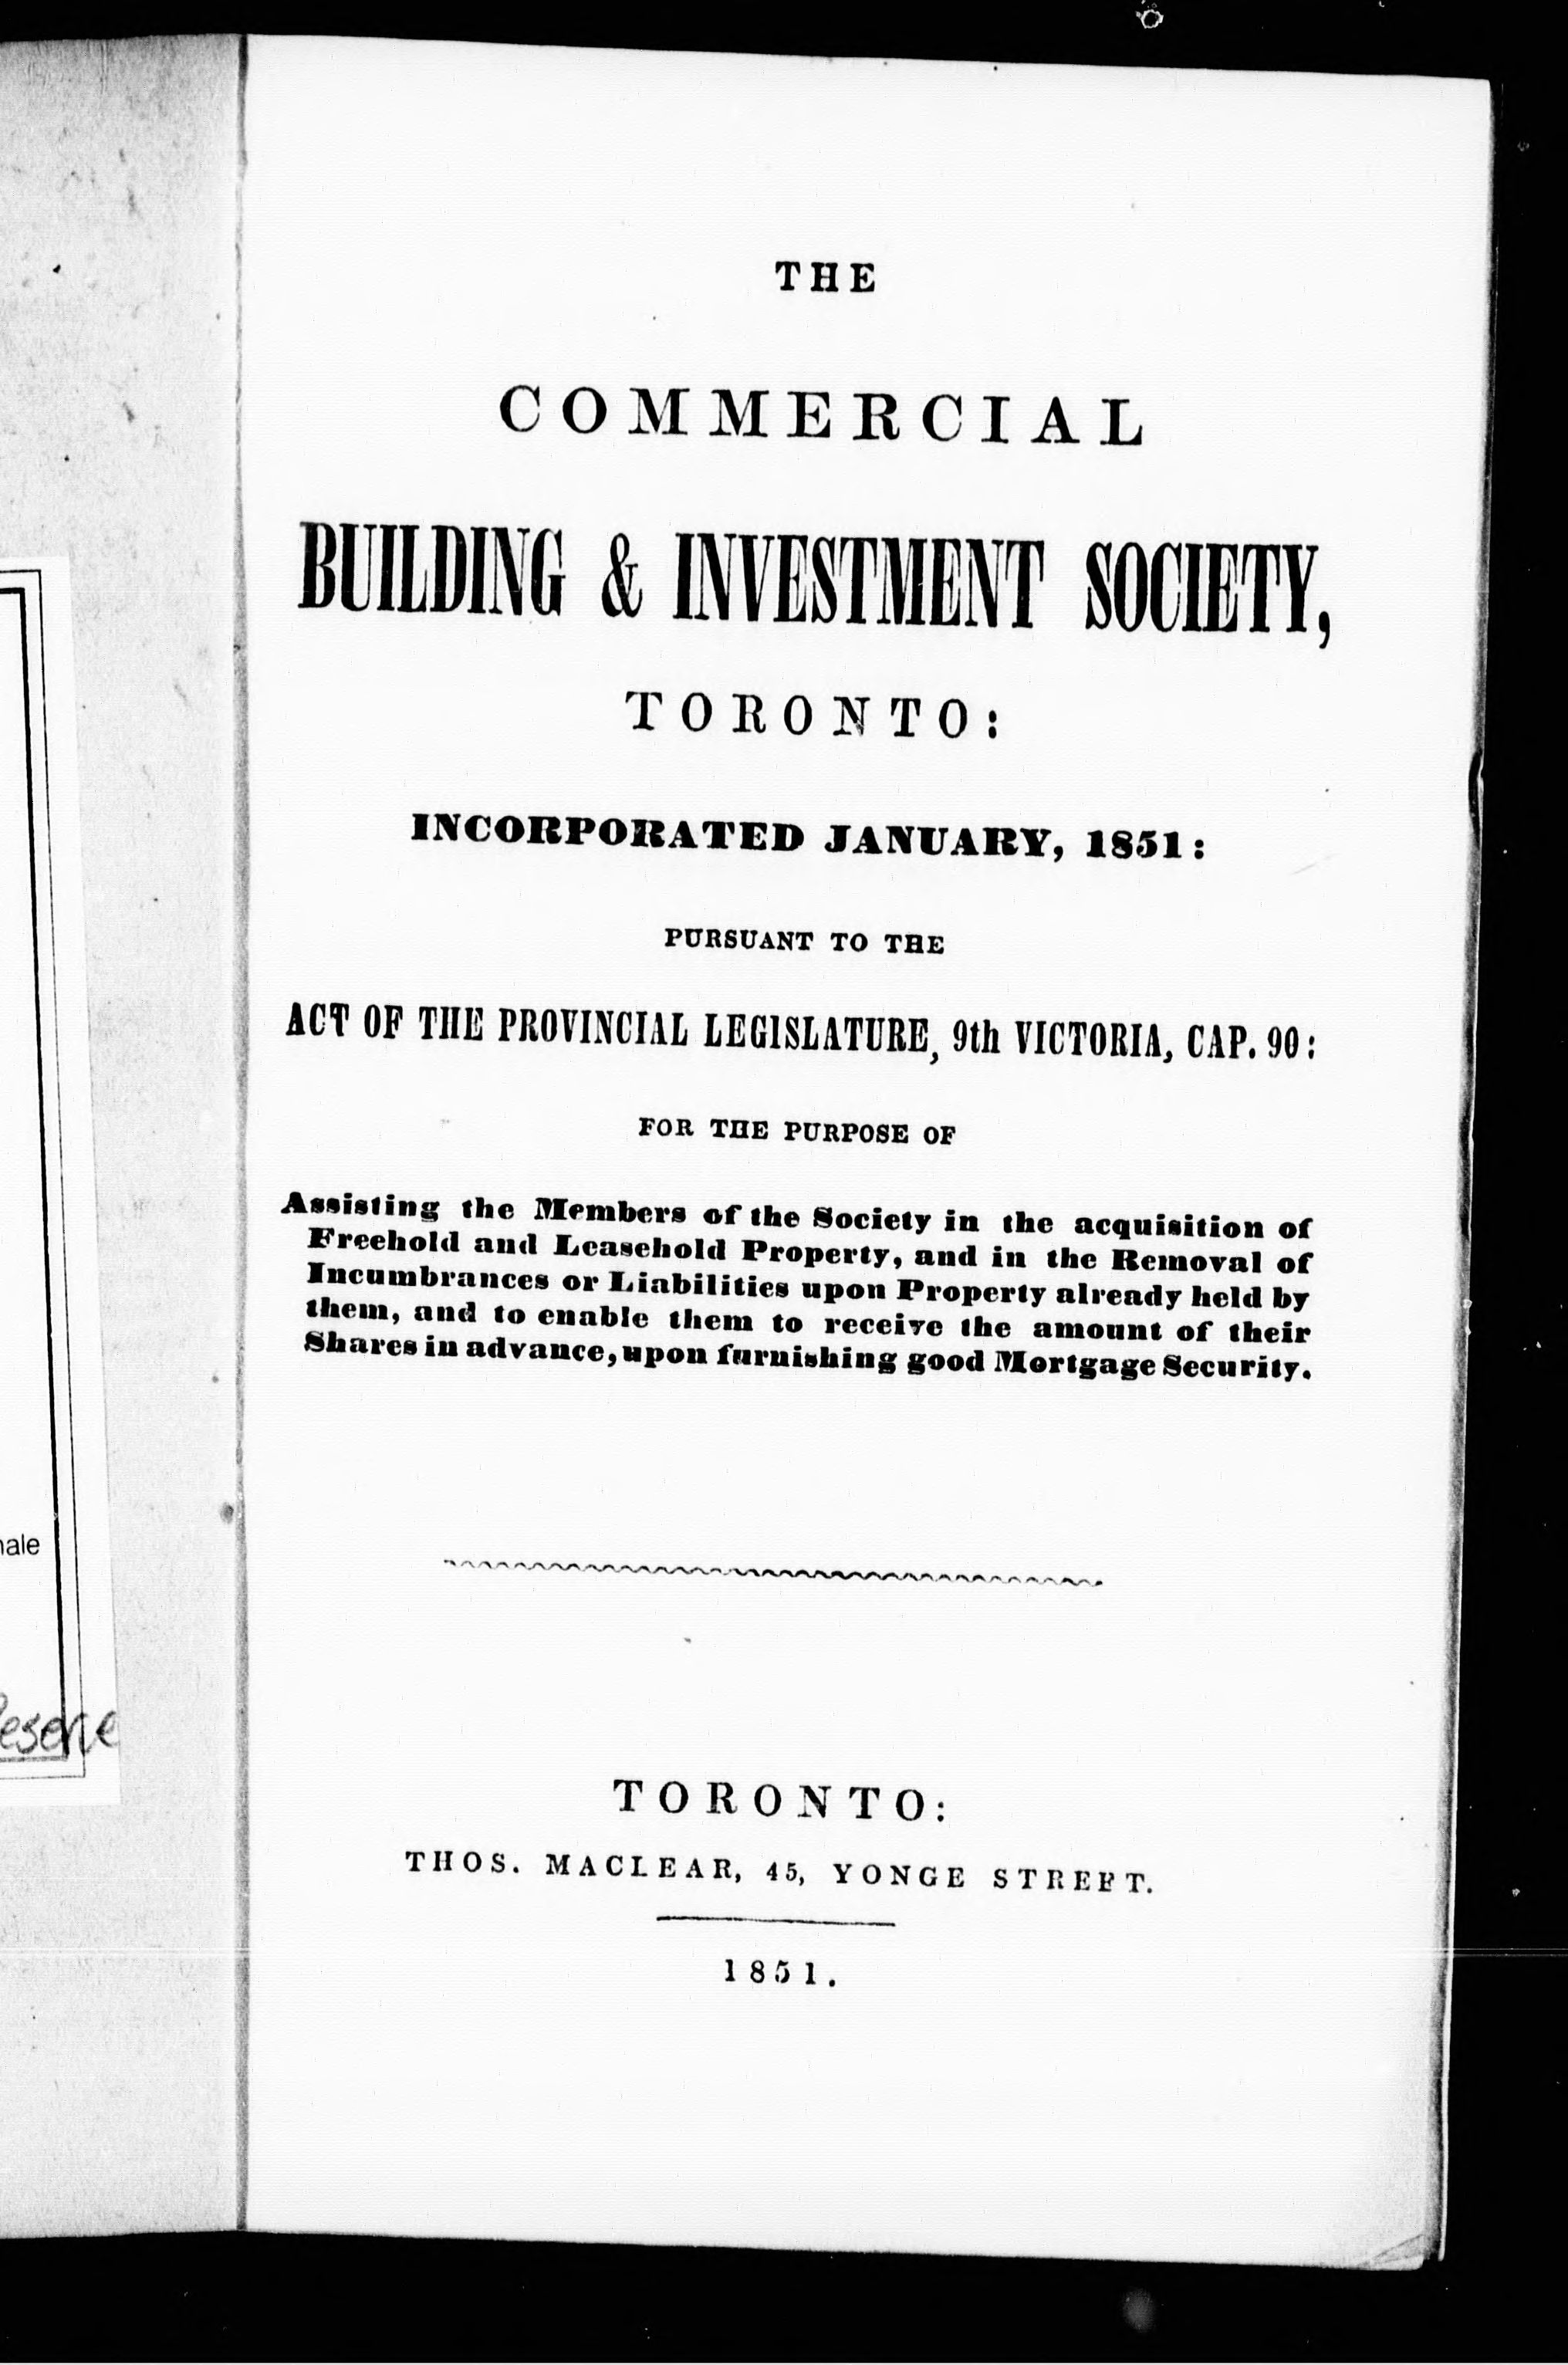 THE
COMMERCIAL
BUILDING & INVESTMENT SOCIETY,
TORONTO:
INCORPORATED JANUARY, 1851:
PURSUANT TO THE
ACT OF THE PROVINCIAL LEGISLATURE, 9th VICTORIA, CAP. 90:
FOR THE PURPOSE OF
Assisting the Members of the Society in the acquisition of
Freehold and Leasehold Property, and in the Removal of
Incumbrances or Liabilities upon Property already held by
them, and to enable them to receive the amount of their
Shares in advance, upon furnishing good Mortgage Security.
TORONTO:
THOS. MACLEAR, 45, YONGE STREET.
1851.